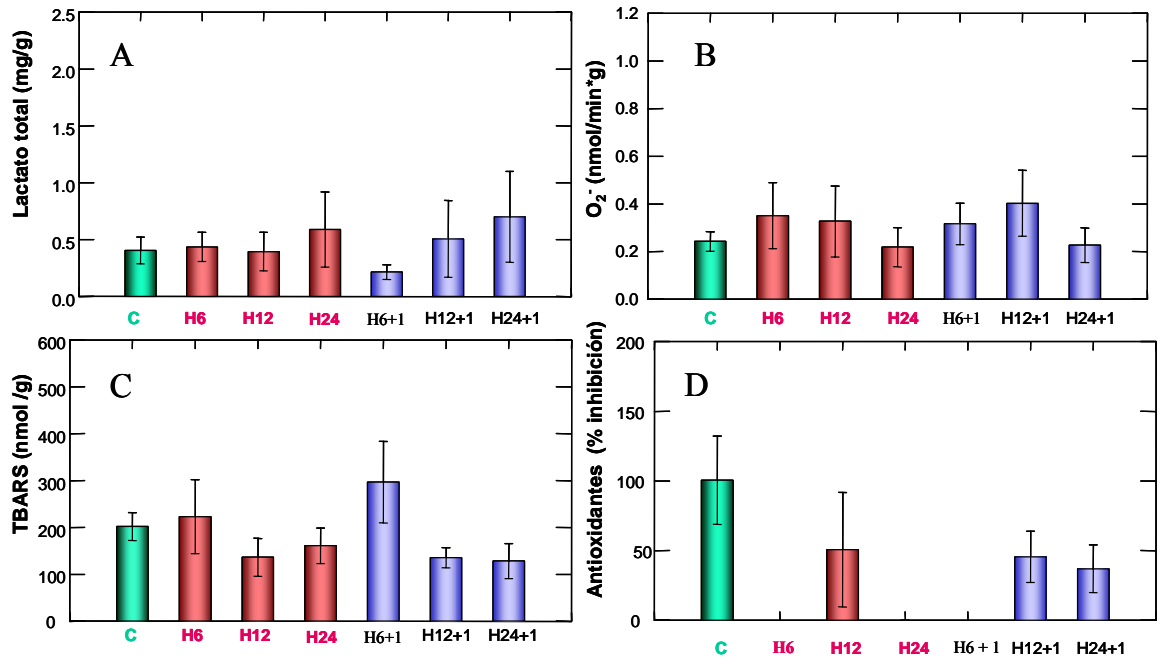 A
Lactato total (mg/g)
2.5
2.0
1.5
1.0
0.5
0.0
C H6 H12 H24 H6+1 H12+1 H24+1
B
O₂⁻ (nmol/min*g)
1.2
1.0
0.8
0.6
0.4
0.2
0.0
C H6 H12 H24 H6+1 H12+1 H24+1
C
TBARS (nmol /g)
600
500
400
300
200
100
0
C H6 H12 H24 H6+1 H12+1 H24+1
D
Antioxidantes (% inhibición)
200
150
100
50
0
C H6 H12 H24 H6 + 1 H12+1 H24+1